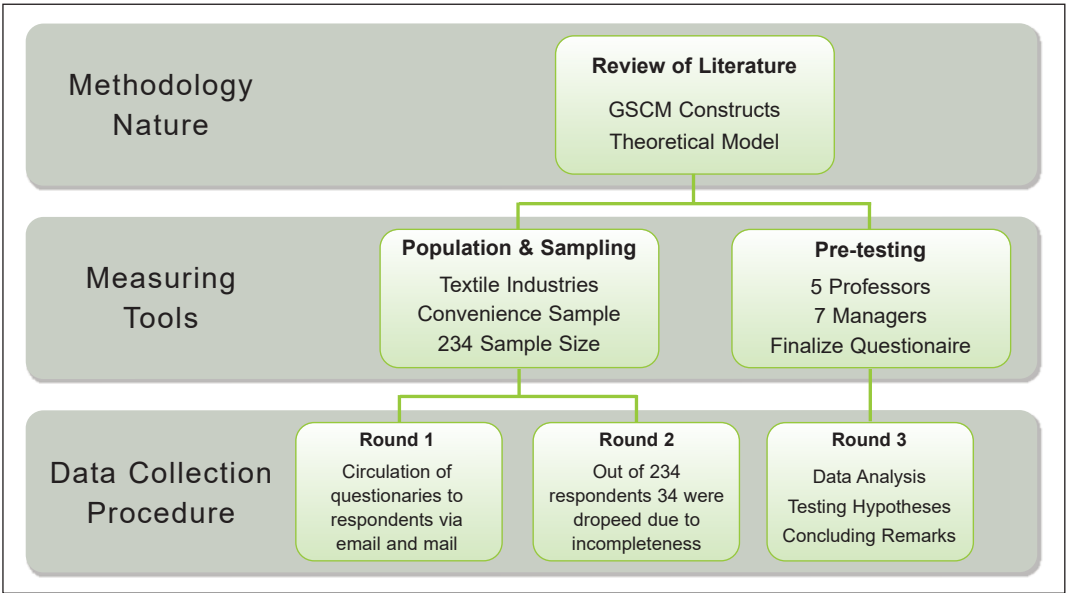 Methodology
Nature
Review of Literature
GSCM Constructs
Theoretical Model
Measuring
Tools
Population & Sampling
Textile Industries
Convenience Sample
234 Sample Size
Pre-testing
5 Professors
7 Managers
Finalize Questionaire
Data Collection
Procedure
Round 1
Circulation of
questionaries to
respondents via
email and mail
Round 2
Out of 234
respondents 34 were
dropeed due to
incompleteness
Round 3
Data Analysis
Testing Hypotheses
Concluding Remarks